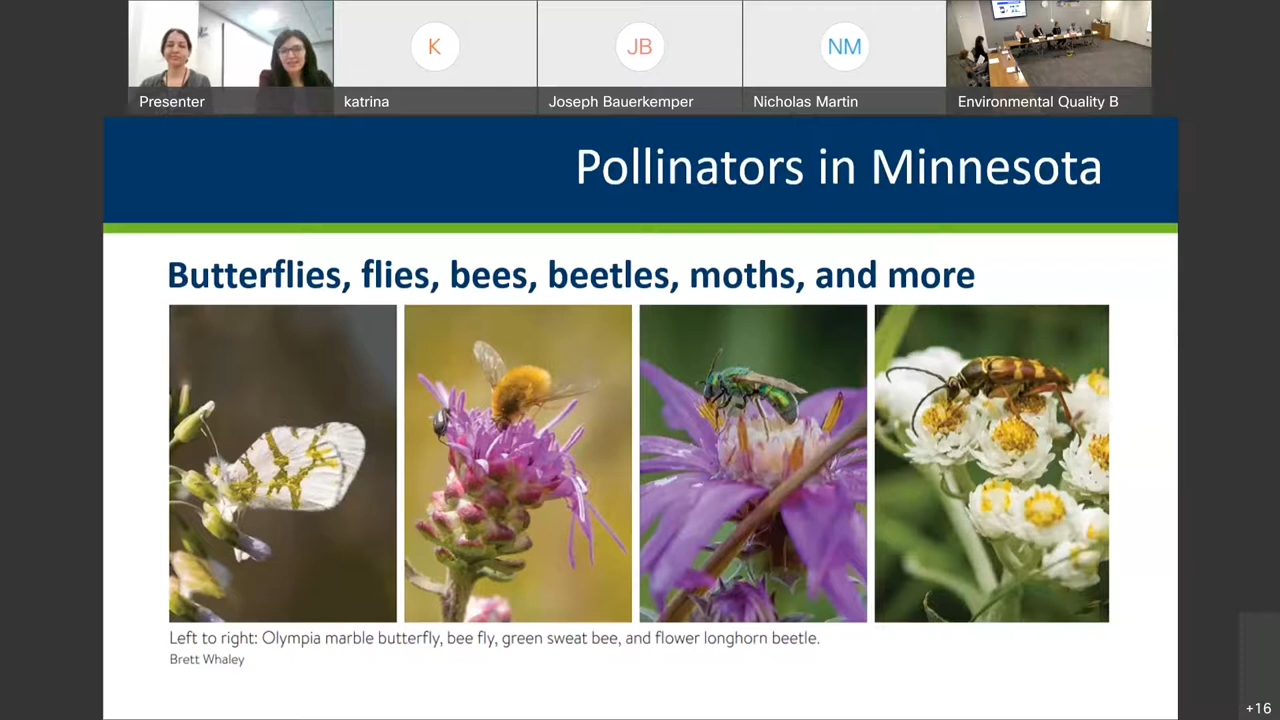 K
JB
NM
Presenter
katrina
Joseph Bauerkemper
Nicholas Martin
Environmental Quality B
Pollinators in Minnesota
Butterflies, flies, bees, beetles, moths, and more
Left to right: Olympia marble butterfly, bee fly, green sweat bee, and flower longhorn beetle.
Brett Whaley
+16